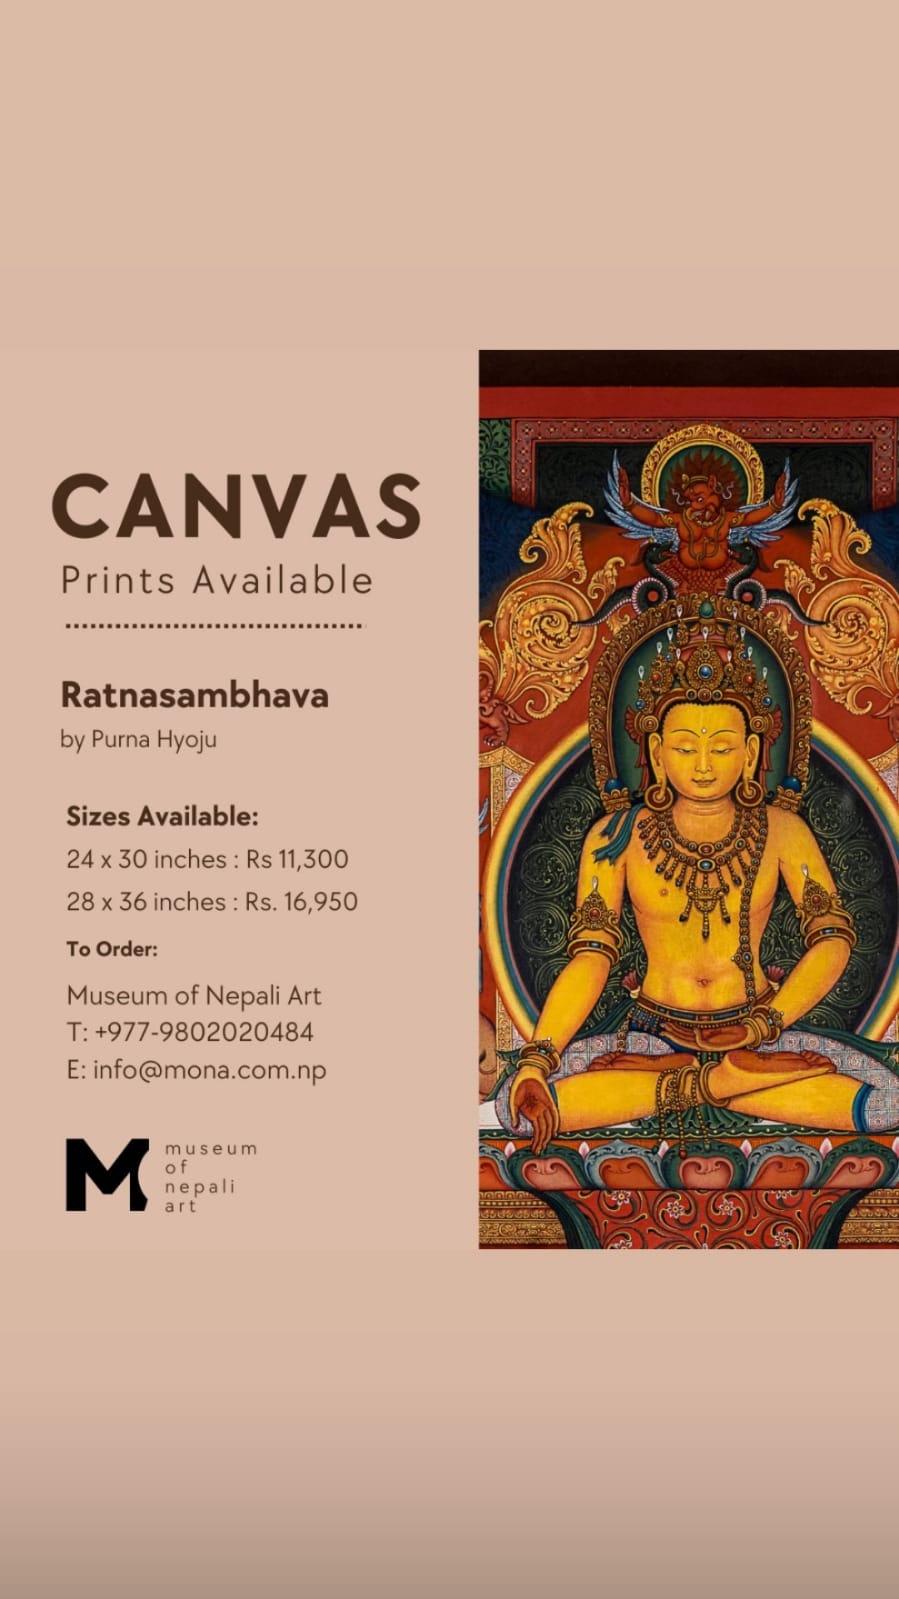 CANVAS
Prints Available
Ratnasambhava
by Purna Hyoju
Sizes Available:
24 x 30 inches : Rs 11,300
28 x 36 inches : Rs. 16,950
To Order:
Museum of Nepali Art
T: +977-9802020484
E: info@mona.com.np
M
museum
of
nepali
art